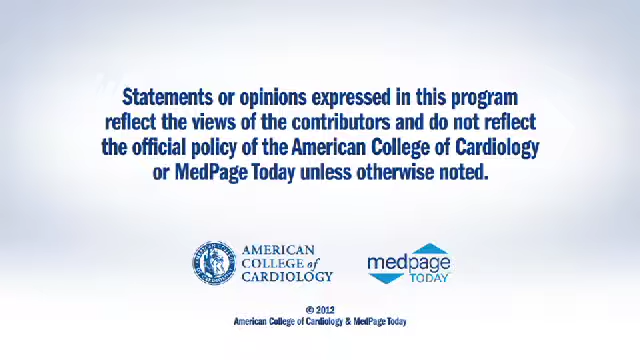 Statements or opinions expressed in this program
reflect the views of the contributors and do not reflect
the official policy of the American College of Cardiology
or MedPage Today unless otherwise noted.
AMERICAN
COLLEGE of
CARDIOLOGY
medpage
TODAY
© 2012
American College of Cardiology & MedPage Today